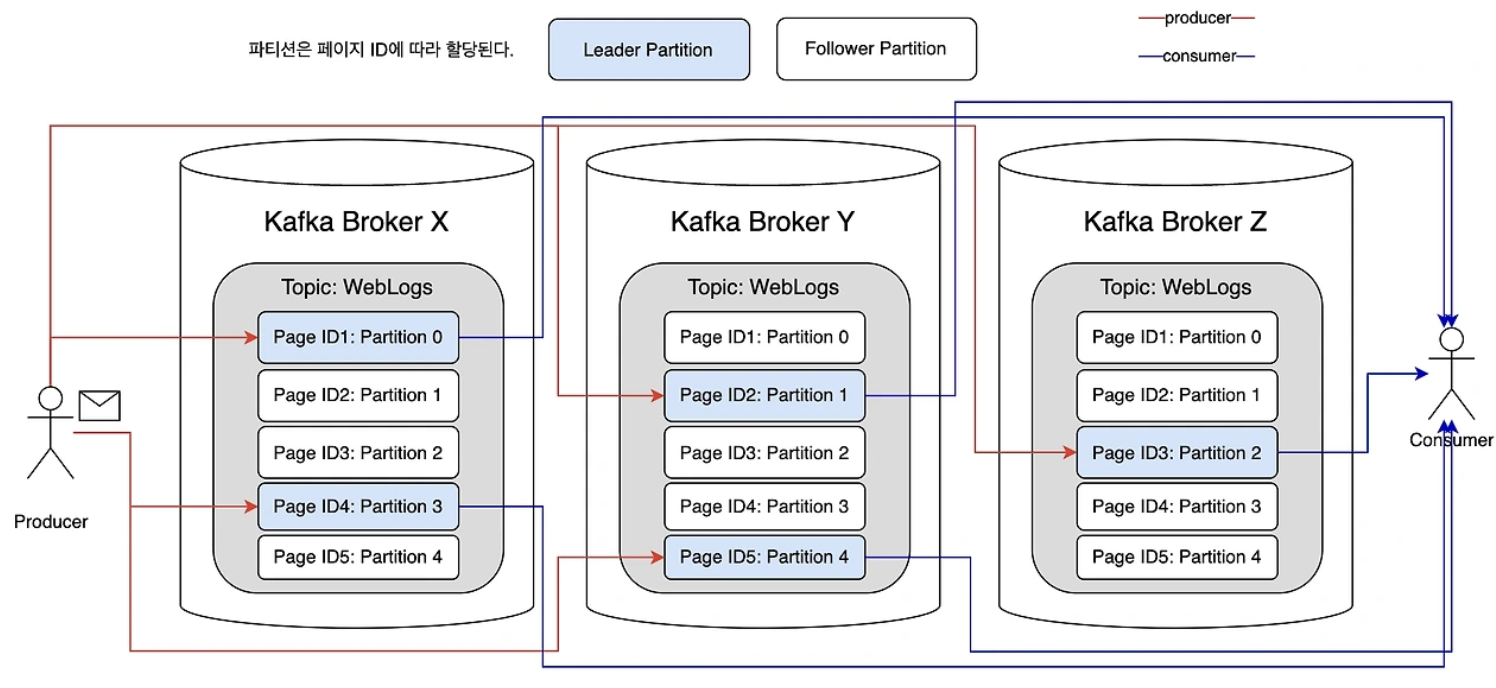 파티션은 페이지 ID에 따라 할당된다.
Leader Partition
Follower Partition
producer
consumer
Kafka Broker X
Topic: WebLogs
Page ID1: Partition 0
Page ID2: Partition 1
Page ID3: Partition 2
Page ID4: Partition 3
Page ID5: Partition 4
Kafka Broker Y
Topic: WebLogs
Page ID1: Partition 0
Page ID2: Partition 1
Page ID3: Partition 2
Page ID4: Partition 3
Page ID5: Partition 4
Kafka Broker Z
Topic: WebLogs
Page ID1: Partition 0
Page ID2: Partition 1
Page ID3: Partition 2
Page ID4: Partition 3
Page ID5: Partition 4
Producer
Consumer